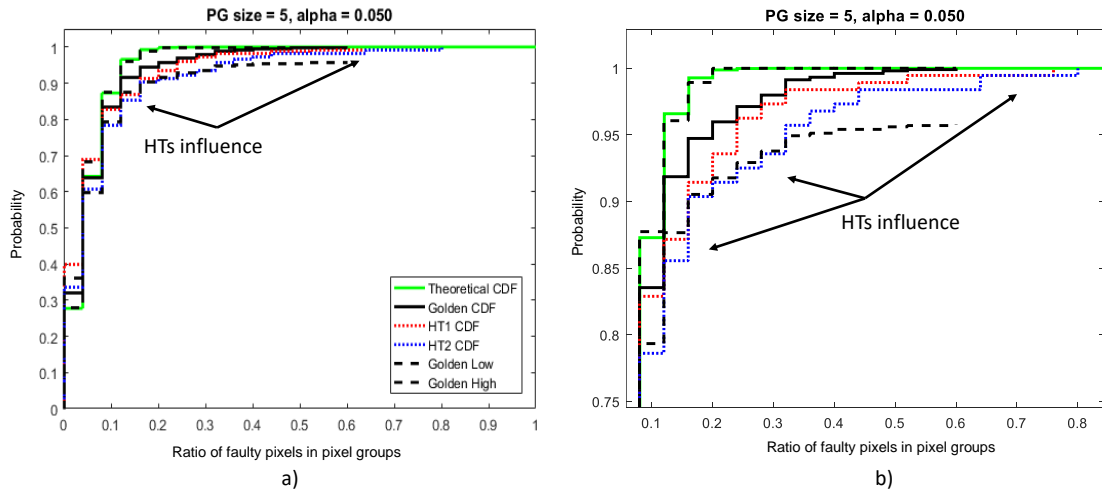 PG size = 5, alpha = 0.050
1
0.9
0.8
0.7
0.6
0.5
0.4
0.3
0.2
0.1
0
Probability
HTs influence
Theoretical CDF
Golden CDF
HT1 CDF
HT2 CDF
Golden Low
Golden High
0 0.1 0.2 0.3 0.4 0.5 0.6 0.7 0.8 0.9 1
Ratio of faulty pixels in pixel groups
a)
PG size = 5, alpha = 0.050
1
0.95
0.9
0.85
0.8
0.75
Probability
HTs influence
0.1 0.2 0.3 0.4 0.5 0.6 0.7 0.8
Ratio of faulty pixels in pixel groups
b)